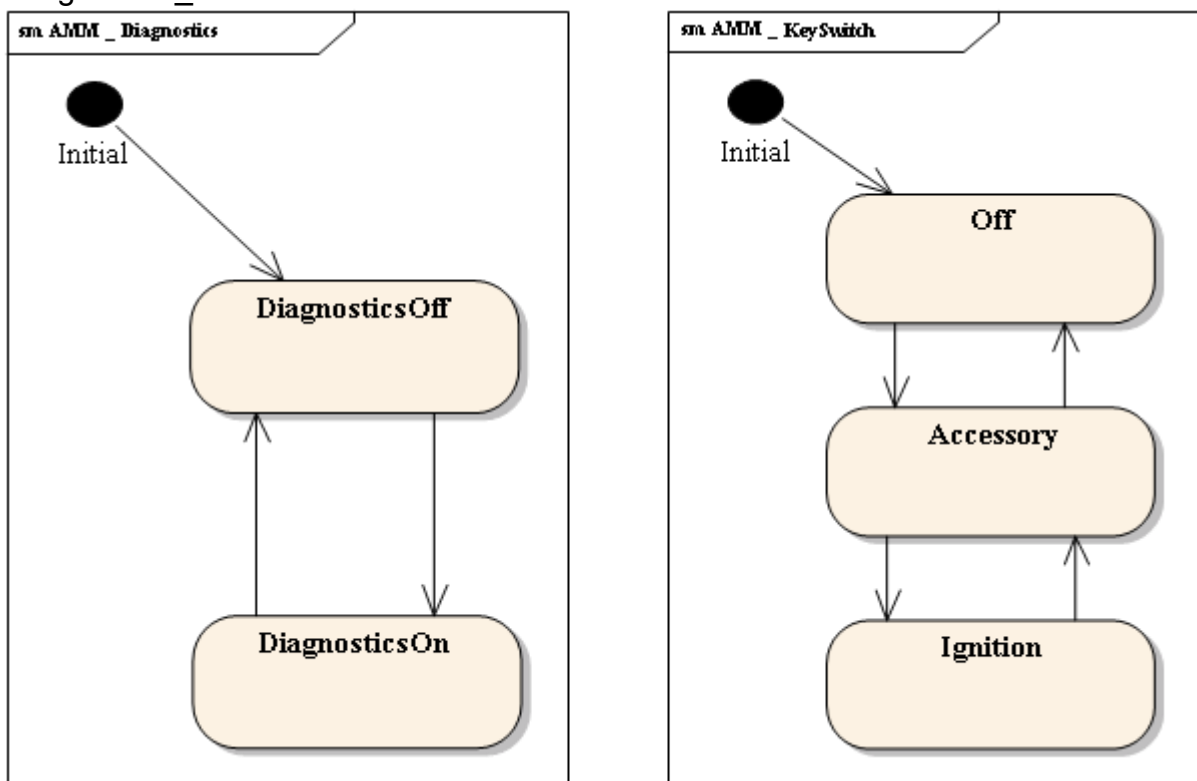 sm AMM _ Diagnostics
Initial
DiagnosticsOff
DiagnosticsOn
sm AMM _ KeySwitch
Initial
Off
Accessory
Ignition